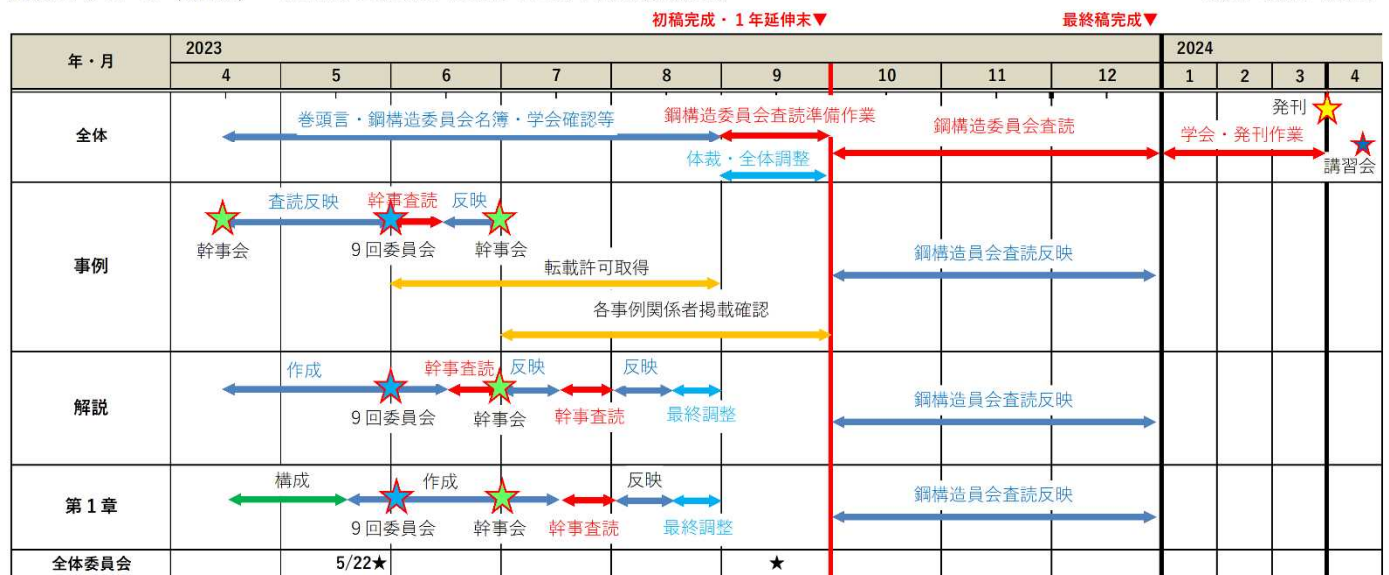 初稿完成・１年延伸末▼ 最終稿完成▼
年・月 2023 2024
4 5 6 7 8 9 10 11 12 1 2 3 4
全体
巻頭言・鋼構造委員会名簿・学会確認等
鋼構造委員会査読準備作業
鋼構造委員会査読
発刊
学会・発刊作業
体裁・全体調整
講習会
事例
査読反映 幹事査読 反映
幹事会 ９回委員会 幹事会
転載許可取得
鋼構造員会査読反映
各事例関係者掲載確認
解説
作成 幹事査読 反映 反映
９回委員会 幹事会 幹事査読 最終調整
鋼構造員会査読反映
第１章
構成 作成 反映
９回委員会 幹事会 幹事査読 最終調整
鋼構造員会査読反映
全体委員会 5/22★ ★